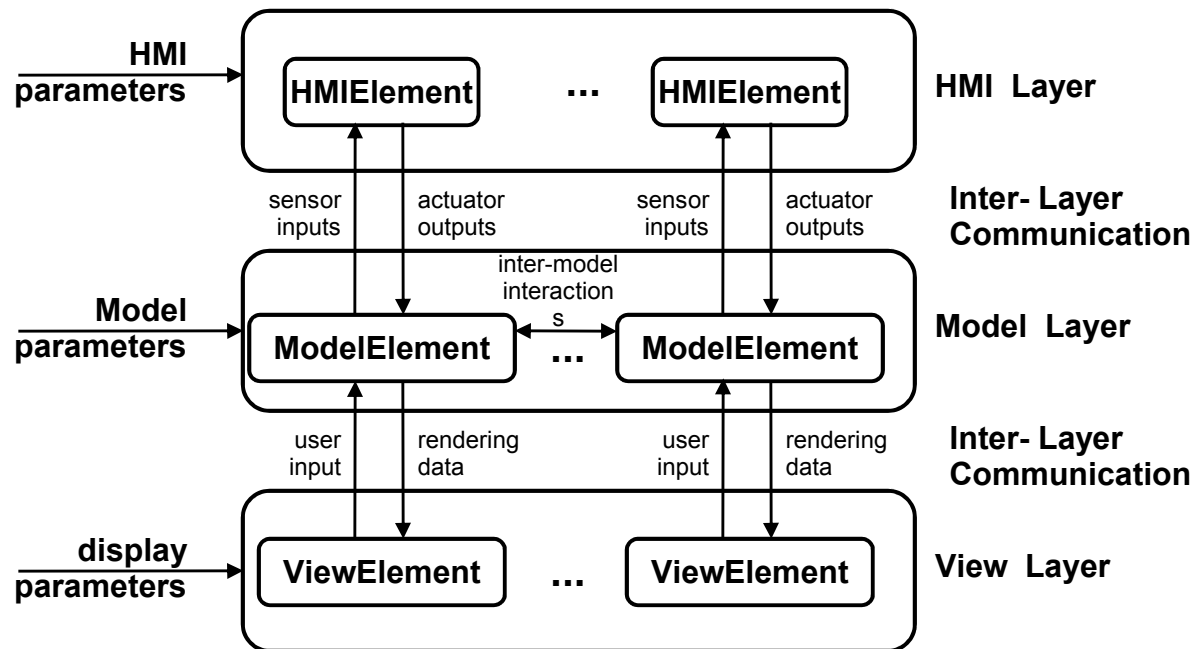 HMI
parameters
HMIElement
...
HMIElement
HMI Layer
sensor
inputs
actuator
outputs
sensor
inputs
actuator
outputs
Inter- Layer
Communication
inter-model
interaction
s
Model
parameters
ModelElement
...
ModelElement
Model Layer
user
input
rendering
data
user
input
rendering
data
Inter- Layer
Communication
display
parameters
ViewElement
...
ViewElement
View Layer